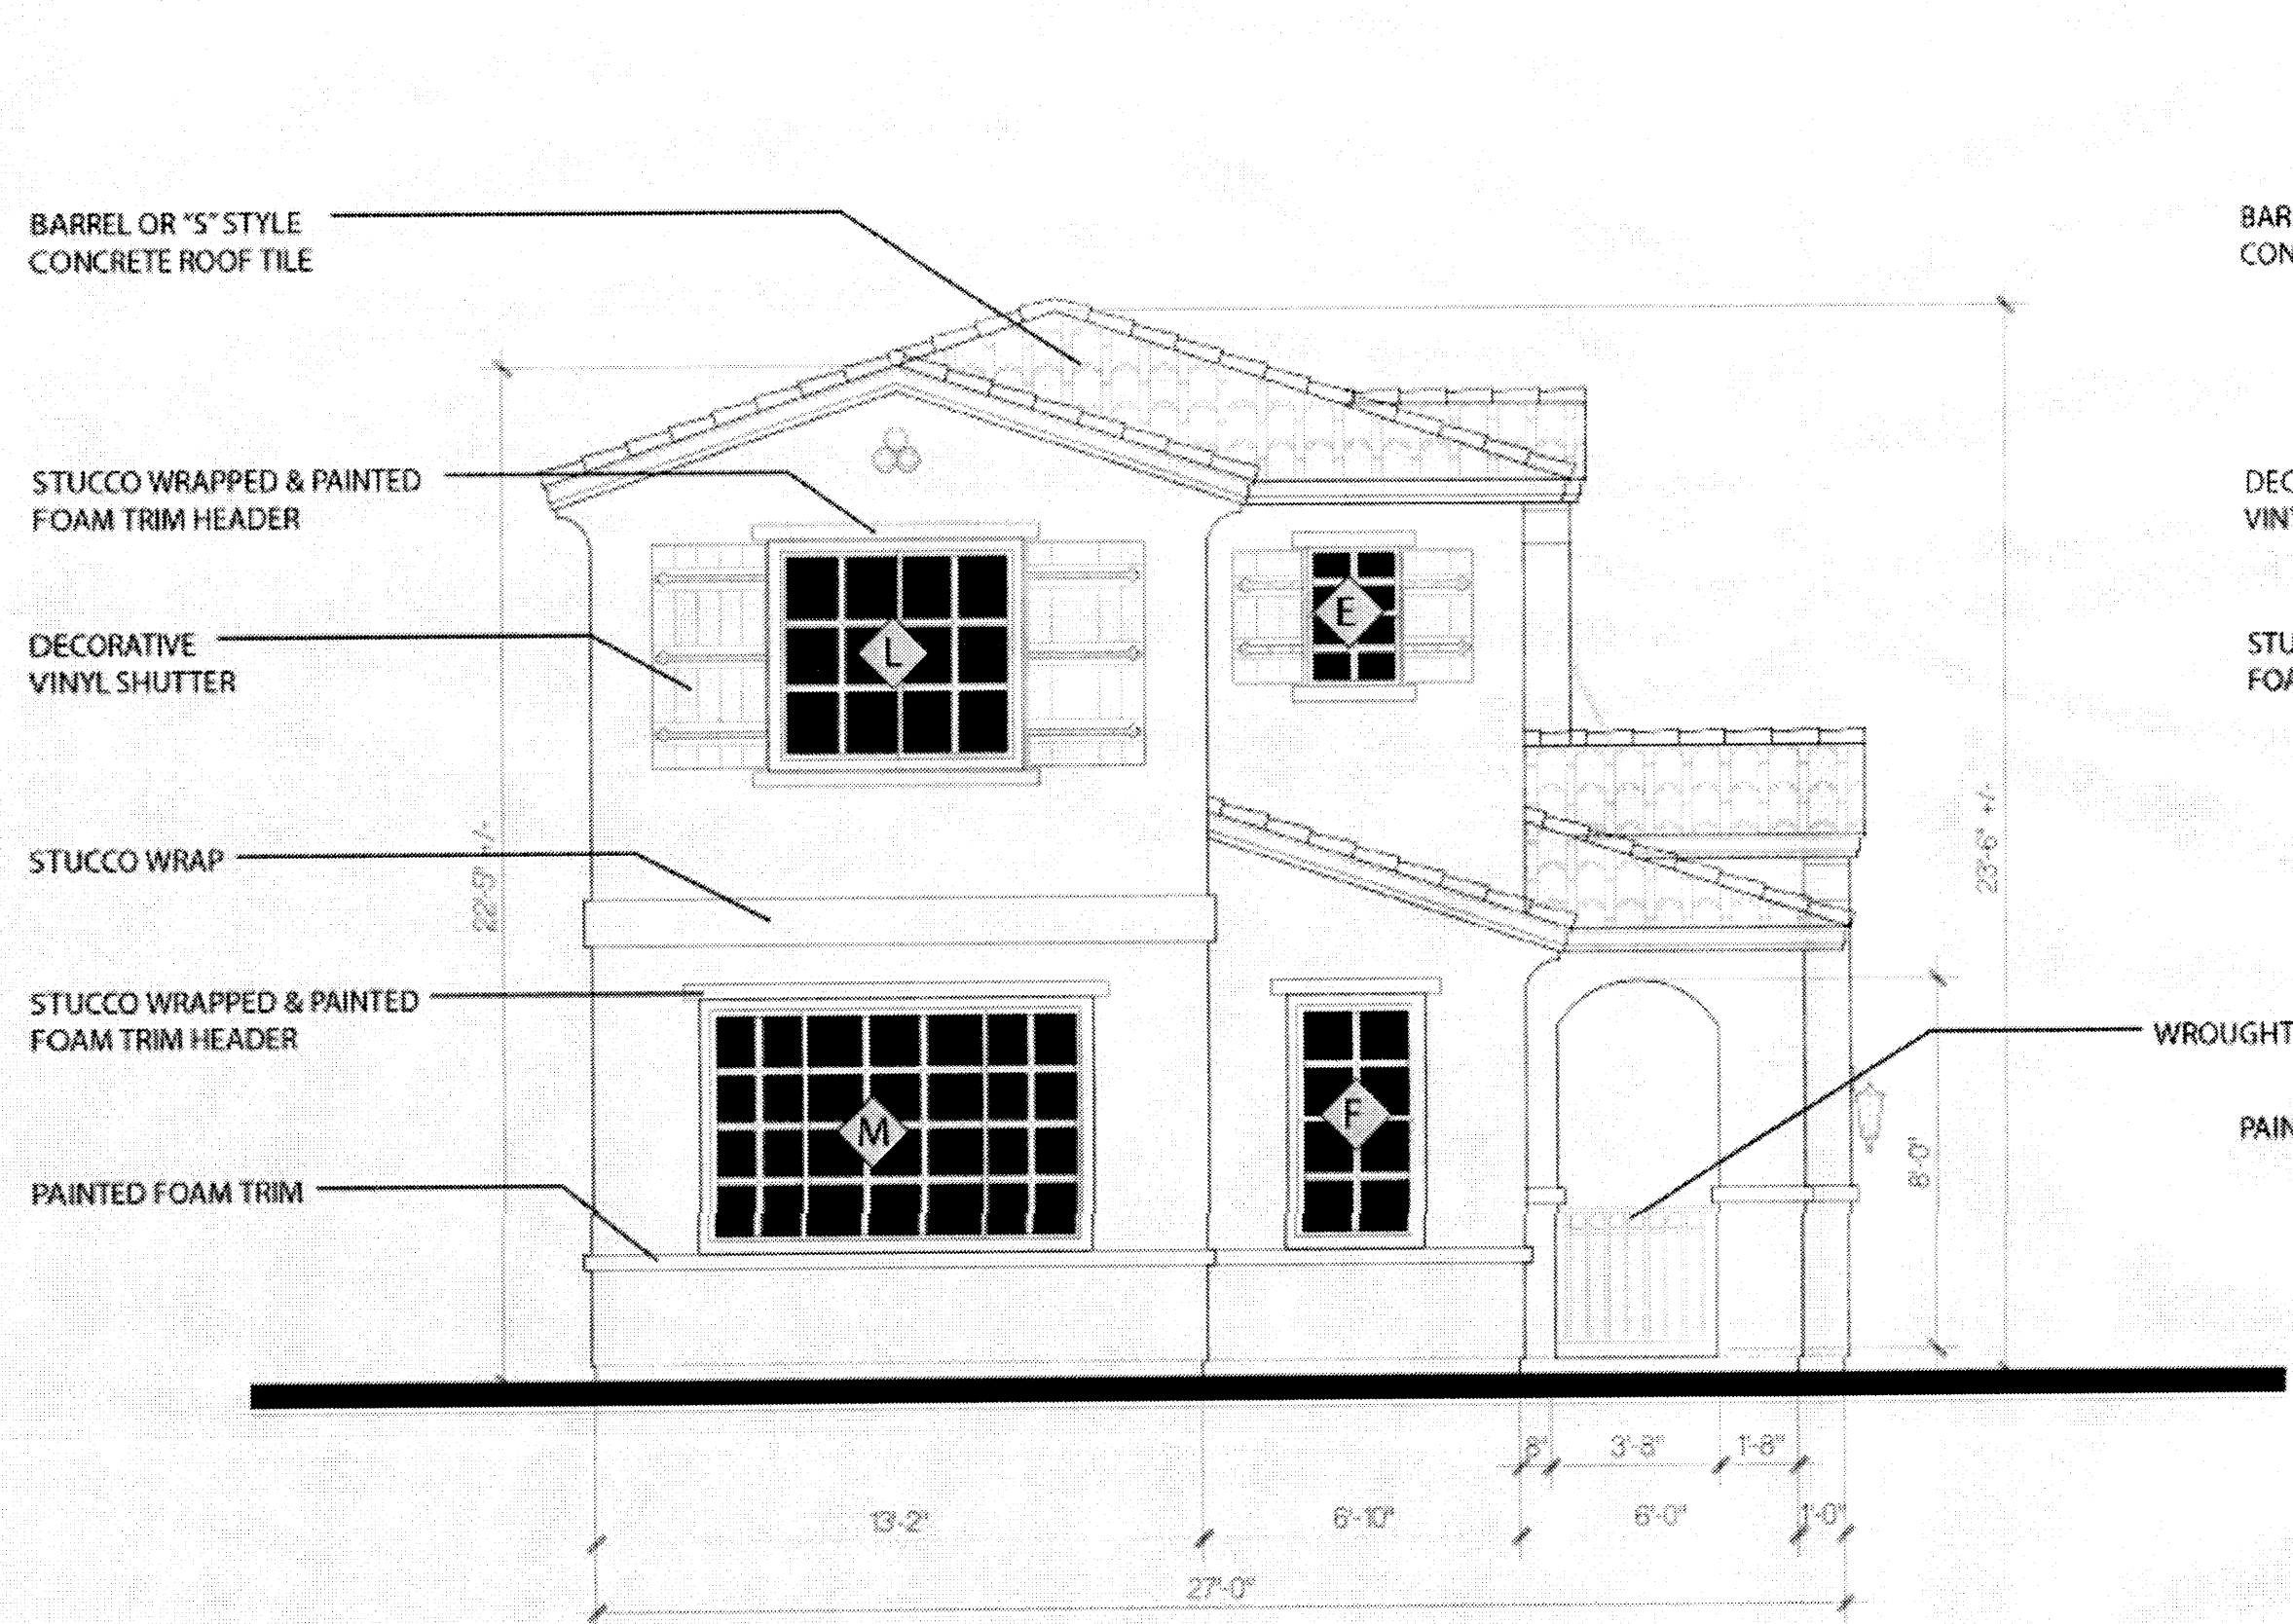 BARREL OR "S" STYLE
CONCRETE ROOF TILE
STUCCO WRAPPED & PAINTED
FOAM TRIM HEADER
DECORATIVE
VINYL SHUTTER
STUCCO WRAP
STUCCO WRAPPED & PAINTED
FOAM TRIM HEADER
PAINTED FOAM TRIM
L
E
M
F
22'-9" +/-
23'-6" +/-
8'-0"
WROUGHT
BAR
CON
DEC
VIN
STU
FOA
PAIN
8"
3'-8"
1'-8"
13'-2"
6'-10"
6'-0"
1'-0"
27'-0"